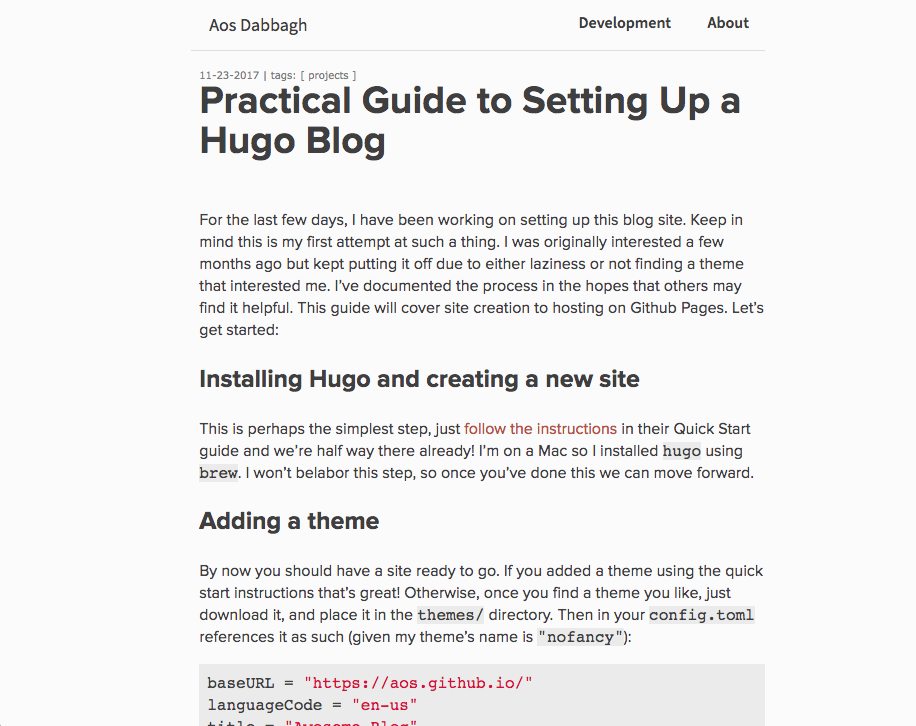 Aos Dabbagh
Development
About
11-23-2017 | tags: [ projects ]
Practical Guide to Setting Up a
Hugo Blog
For the last few days, I have been working on setting up this blog site. Keep in
mind this is my first attempt at such a thing. I was originally interested a few
months ago but kept putting it off due to either laziness or not finding a theme
that interested me. I’ve documented the process in the hopes that others may
find it helpful. This guide will cover site creation to hosting on Github Pages. Let’s
get started:
Installing Hugo and creating a new site
This is perhaps the simplest step, just follow the instructions in their Quick Start
guide and we’re half way there already! I’m on a Mac so I installed hugo using
brew. I won’t belabor this step, so once you’ve done this we can move forward.
Adding a theme
By now you should have a site ready to go. If you added a theme using the quick
start instructions that’s great! Otherwise, once you find a theme you like, just
download it, and place it in the themes/ directory. Then in your config.toml
references it as such (given my theme’s name is "nofancy"):
baseURL = "https://aos.github.io/"
languageCode = "en-us"
title = "Awesome Blog"